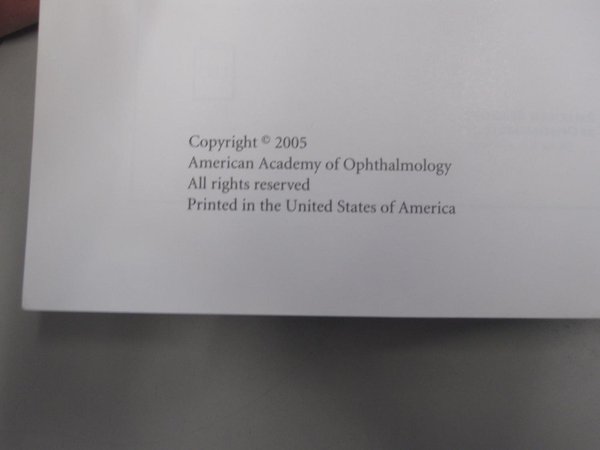 Copyright © 2005
American Academy of Ophthalmology
All rights reserved
Printed in the United States of America